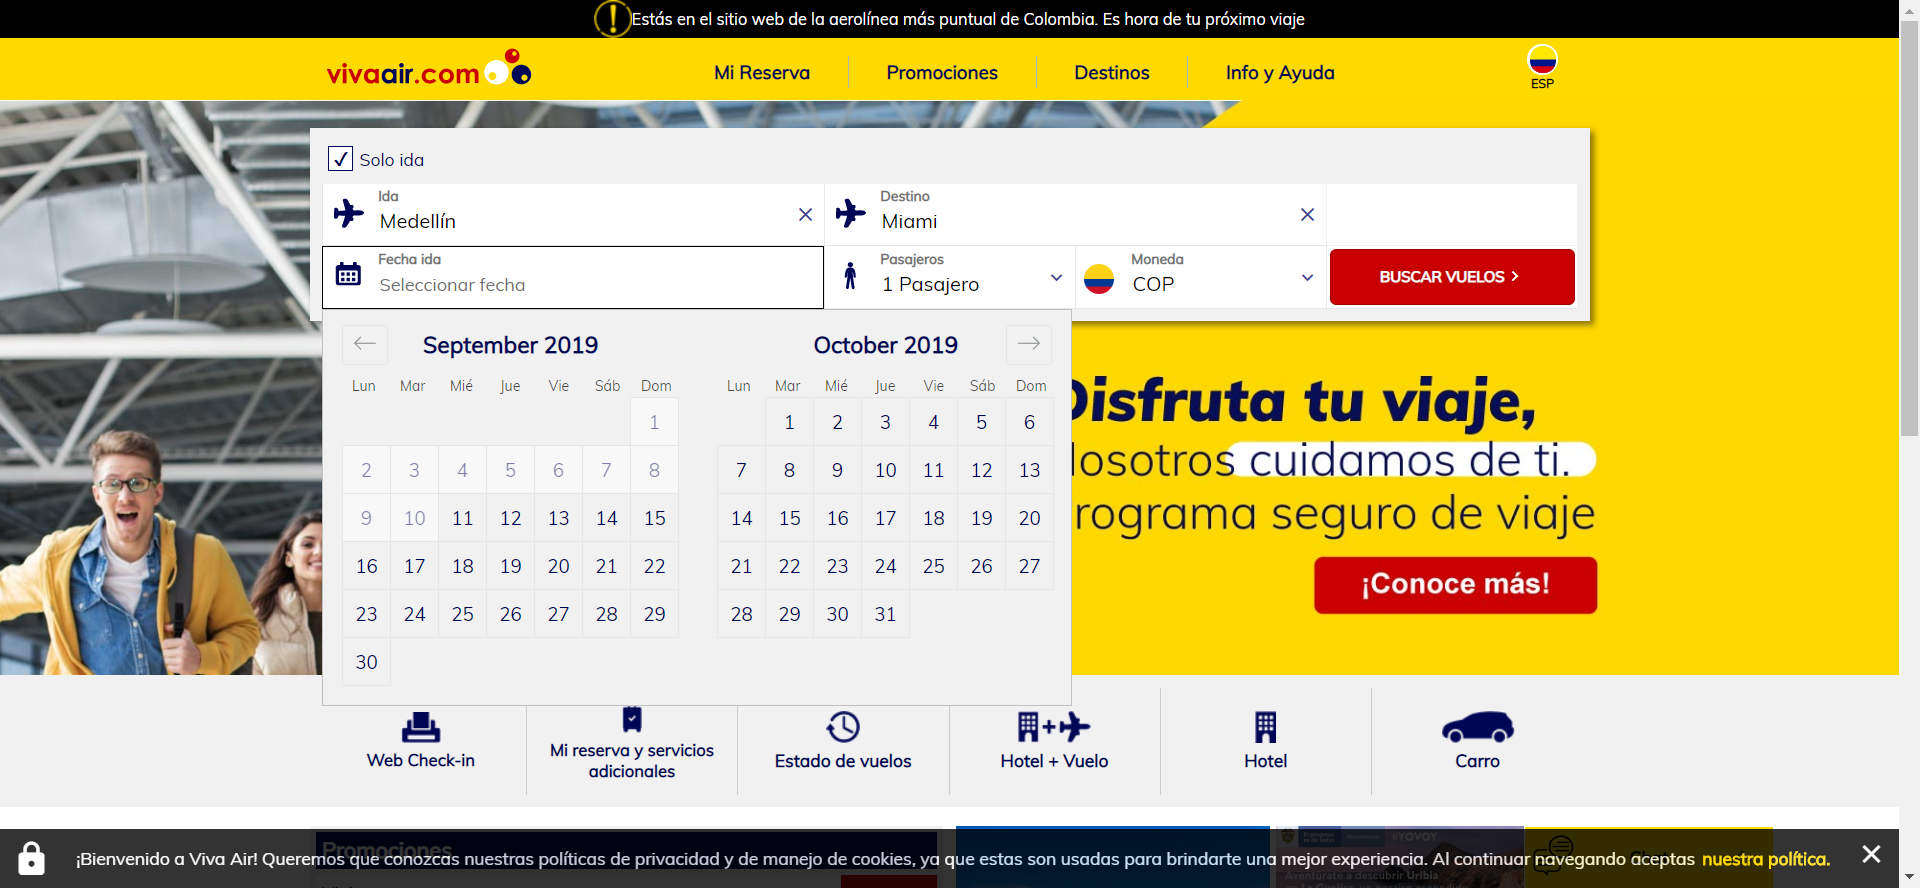 Estás en el sitio web de la aerolínea más puntual de Colombia. Es hora de tu próximo viaje
vivaair.com
Mi Reserva
Promociones
Destinos
Info y Ayuda
ESP
Solo ida
Ida
Medellín
Destino
Miami
Fecha ida
Seleccionar fecha
Pasajeros
1 Pasajero
Moneda
COP
BUSCAR VUELOS
September 2019
Lun Mar Mié Jue Vie Sáb Dom
1
2 3 4 5 6 7 8
9 10 11 12 13 14 15
16 17 18 19 20 21 22
23 24 25 26 27 28 29
30
October 2019
Lun Mar Mié Jue Vie Sáb Dom
1 2 3 4 5 6
7 8 9 10 11 12 13
14 15 16 17 18 19 20
21 22 23 24 25 26 27
28 29 30 31
Disfruta tu viaje,
Nosotros cuidamos de ti.
rograma seguro de viaje
¡Conoce más!
Web Check-in
Mi reserva y servicios
adicionales
Estado de vuelos
Hotel + Vuelo
Hotel
Carro
Promociones
#YOVOY
Aventúrate a descubrir Uribia
¡Bienvenido a Viva Air! Queremos que conozcas nuestras políticas de privacidad y de manejo de cookies, ya que estas son usadas para brindarte una mejor experiencia. Al continuar navegando aceptas nuestra política.